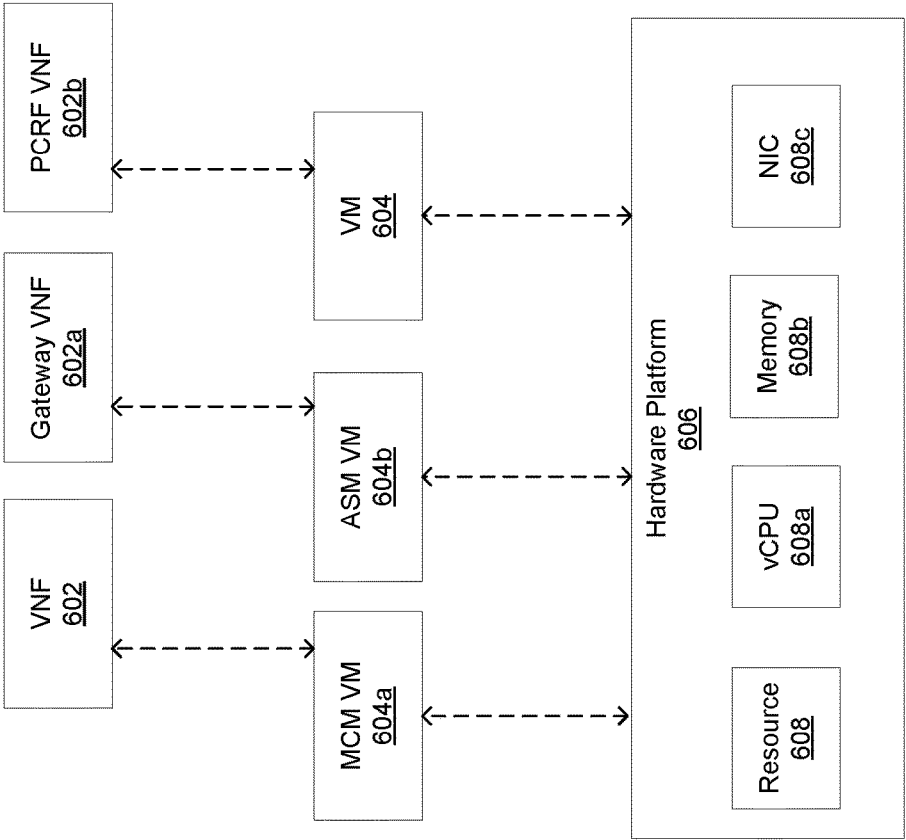 VNF
602
Gateway VNF
602a
PCRF VNF
602b
MCM VM
604a
ASM VM
604b
VM
604
Hardware Platform
606
Resource
608
vCPU
608a
Memory
608b
NIC
608c